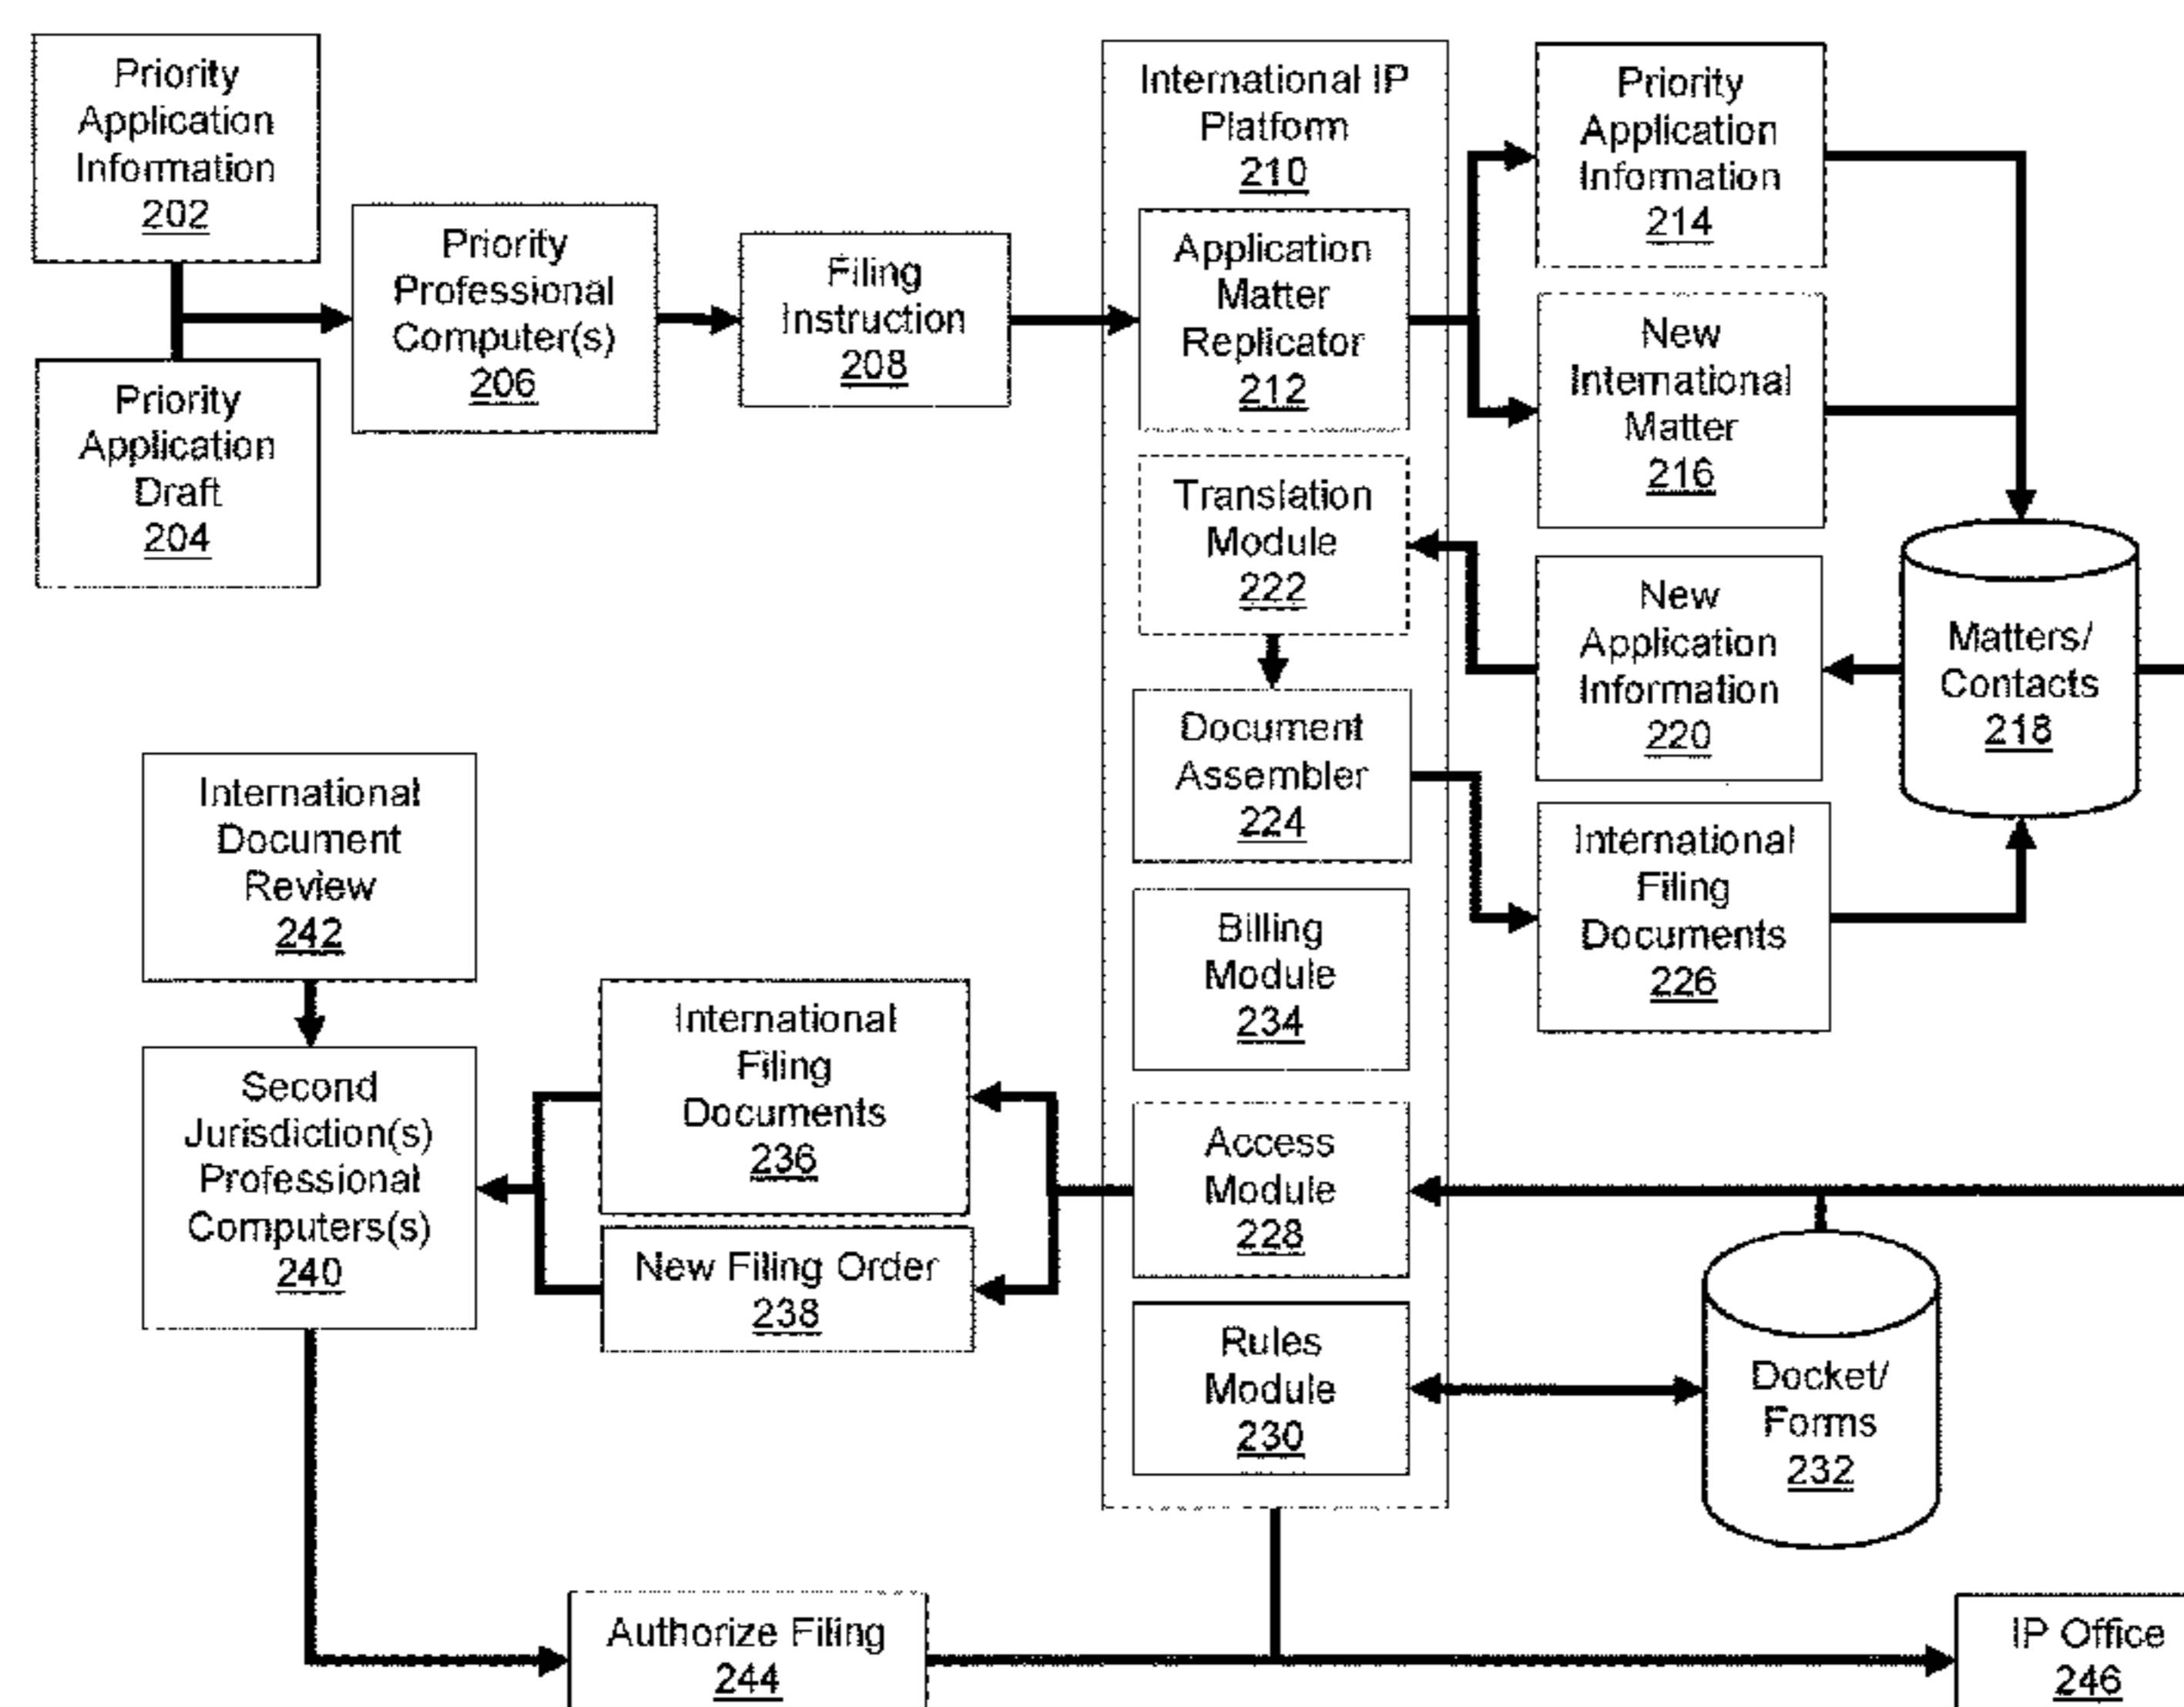 Priority
Application
Information
202
Priority
Application
Draft
204
Priority
Professional
Computer(s)
206
Filing
Instruction
208
International IP
Platform
210
Application
Matter
Replicator
212
Priority
Application
Information
214
New
International
Matter
216
Translation
Module
222
New
Application
Information
220
Matters/
Contacts
218
Document
Assembler
224
International
Filing
Documents
226
Billing
Module
234
International
Document
Review
242
International
Filing
Documents
236
Second
Jurisdiction(s)
Professional
Computers(s)
240
New Filing Order
238
Access
Module
228
Rules
Module
230
Docket/
Forms
232
Authorize Filing
244
IP Office
246